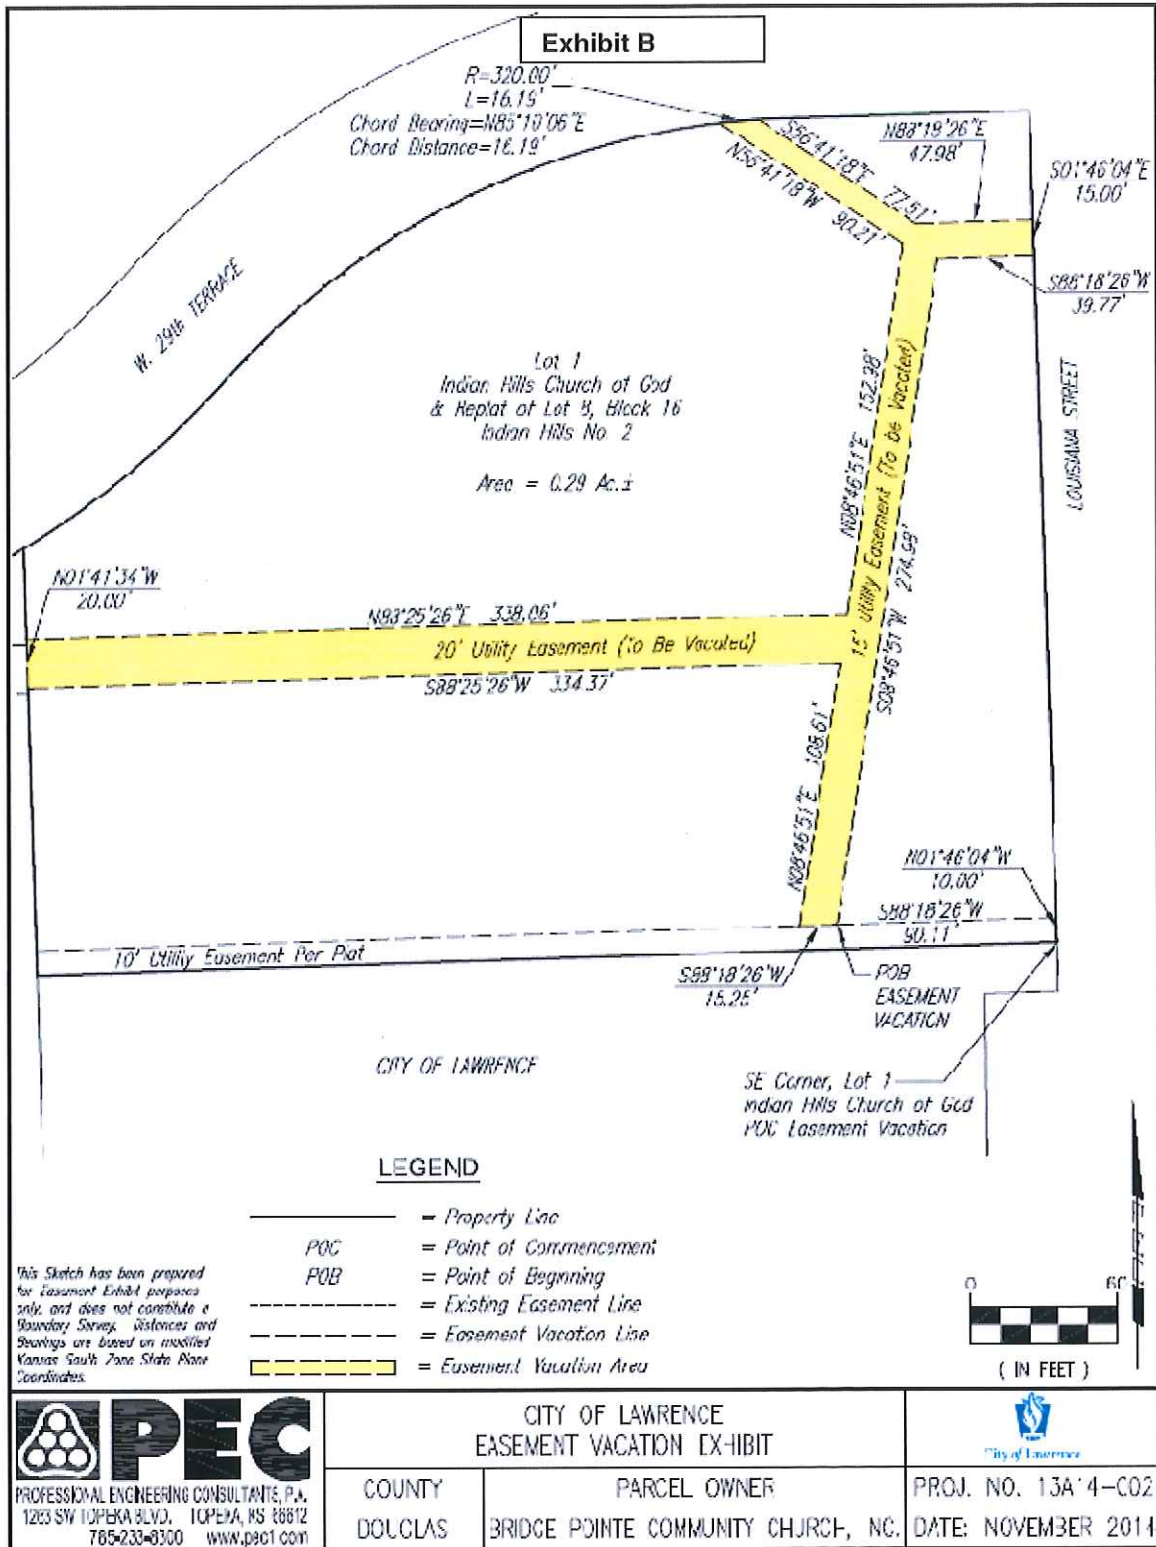 Exhibit B
R=320.00'
L=16.19'
Chord Bearing=N85°10'06"E
Chord Distance=16.19'
S56°41'18"E 77.51'
N56°41'18"W 90.21'
N88°19'26"E
47.98'
S01°46'04"E
15.00'
S88°18'26"W
39.77'
W. 29th TERRACE
Lot 1
Indian Hills Church of God
& Replat of Lot B, Block 16
Indian Hills No. 2
Area = 0.29 Ac.±
LOUISIANA STREET
N08°46'51"E 152.98'
15' Utility Easement (To be Vacated)
S08°46'51"W 274.98'
N01°41'34"W
20.00'
N88°25'26"E 338.06'
20' Utility Easement (To Be Vacated)
S88°25'26"W 334.37'
N08°46'51"E 108.61'
N01°46'04"W
10.00'
S88°18'26"W
90.11'
10' Utility Easement Per Plat
S88°18'26"W
15.25'
POB
EASEMENT
VACATION
CITY OF LAWRENCE
SE Corner, Lot 1
Indian Hills Church of God
POC Easement Vacation
LEGEND
= Property Line
POC = Point of Commencement
POB = Point of Beginning
= Existing Easement Line
= Easement Vacation Line
= Easement Vacation Area
This Sketch has been prepared
for Easement Exhibit purposes
only, and does not constitute a
Boundary Survey. Distances and
Bearings are based on modified
Kansas South Zone State Plane
Coordinates.
0 60
( IN FEET )
PEC
PROFESSIONAL ENGINEERING CONSULTANTS, P.A.
1263 SW TOPEKA BLVD. TOPEKA, KS 66612
785-233-8300 www.pec1.com
CITY OF LAWRENCE
EASEMENT VACATION EXHIBIT
City of Lawrence
COUNTY
DOUGLAS
PARCEL OWNER
BRIDGE POINTE COMMUNITY CHURCH, NC.
PROJ. NO. 13A14-C02
DATE: NOVEMBER 2014